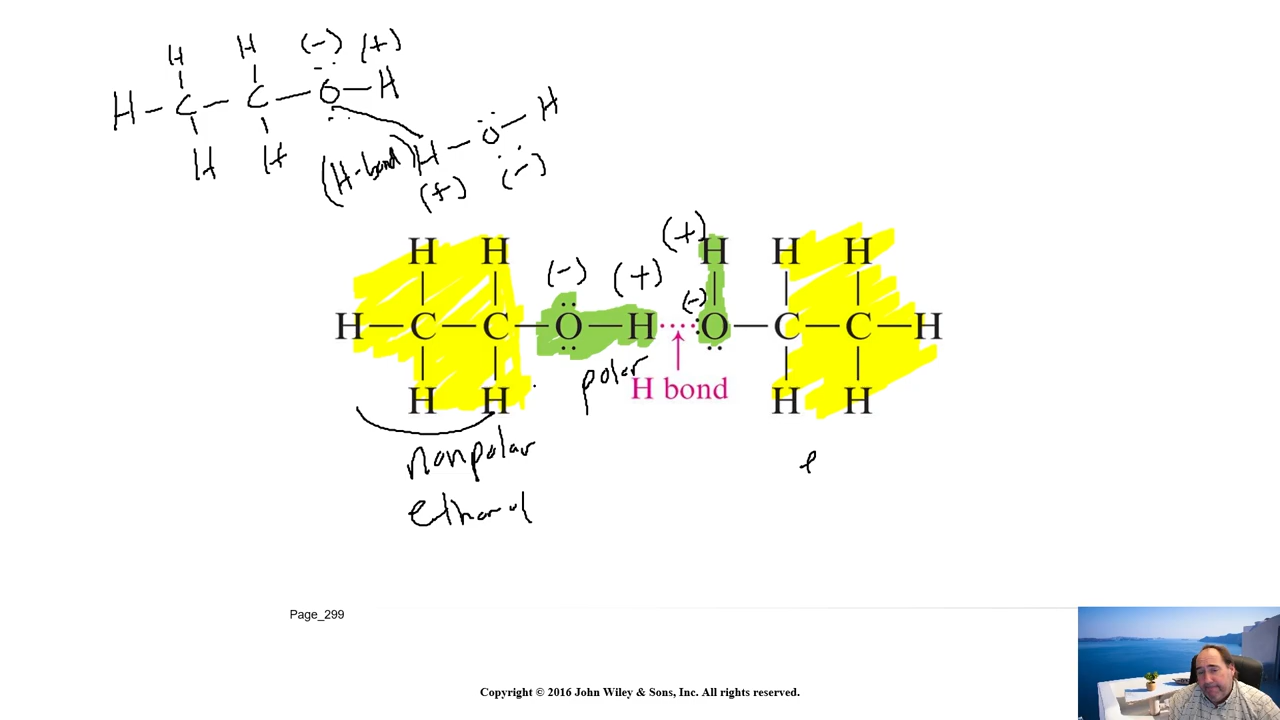 H H (-) (+)
H - C - C - O - H
H H
H - O - H
(H-bond)
(+) (-)
(+)
H H H H H
(-) (+) (-)
H—C—C—O—H·····:O—C—C—H
polar
H bond
H H H H
nonpolar
ethanol
e
Page_299
Copyright © 2016 John Wiley & Sons, Inc. All rights reserved.